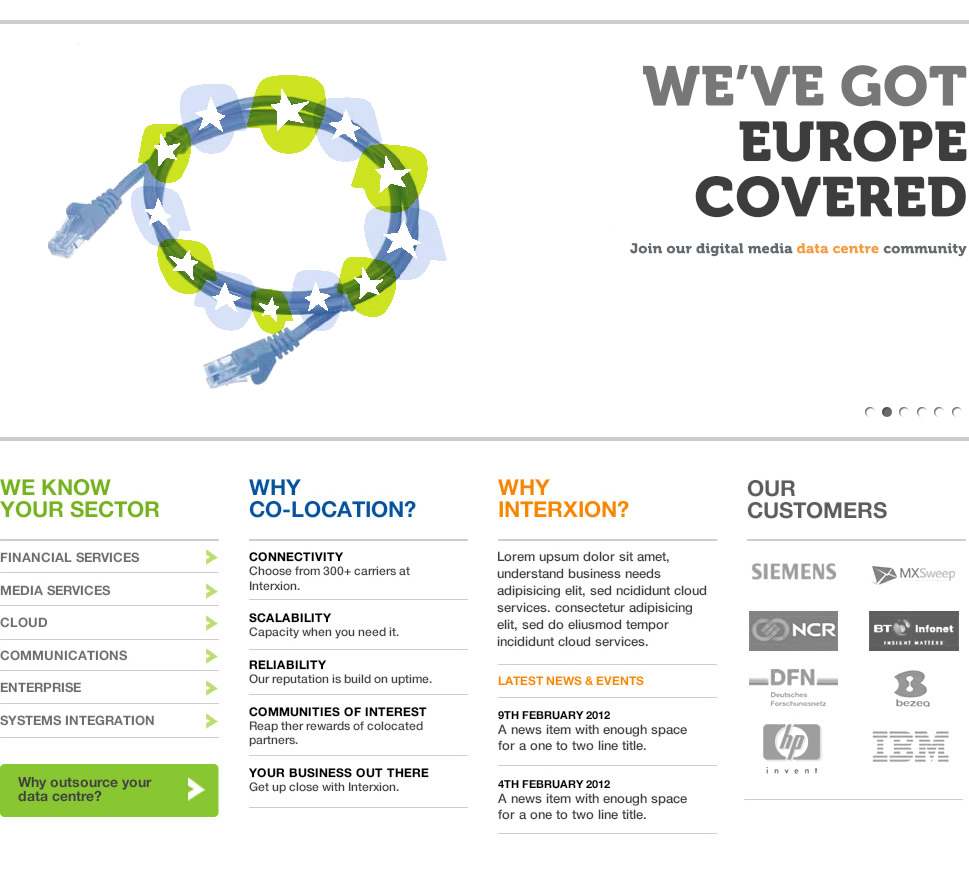 WE'VE GOT
EUROPE
COVERED
Join our digital media data centre community
WE KNOW
YOUR SECTOR
FINANCIAL SERVICES
MEDIA SERVICES
CLOUD
COMMUNICATIONS
ENTERPRISE
SYSTEMS INTEGRATION
Why outsource your
data centre?
WHY
CO-LOCATION?
CONNECTIVITY
Choose from 300+ carriers at
Interxion.
SCALABILITY
Capacity when you need it.
RELIABILITY
Our reputation is build on uptime.
COMMUNITIES OF INTEREST
Reap ther rewards of colocated
partners.
YOUR BUSINESS OUT THERE
Get up close with Interxion.
WHY
INTERXION?
Lorem upsum dolor sit amet,
understand business needs
adipisicing elit, sed ncididunt cloud
services. consectetur adipisicing
elit, sed do eliusmod tempor
incididunt cloud services.
LATEST NEWS & EVENTS
9TH FEBRUARY 2012
A news item with enough space
for a one to two line title.
4TH FEBRUARY 2012
A news item with enough space
for a one to two line title.
OUR
CUSTOMERS
SIEMENS
MXSweep
NCR
BT Infonet
INSIGHT MATTERS
DFN
Deutsches
Forschungsnetz
bezeq
hp
invent
IBM